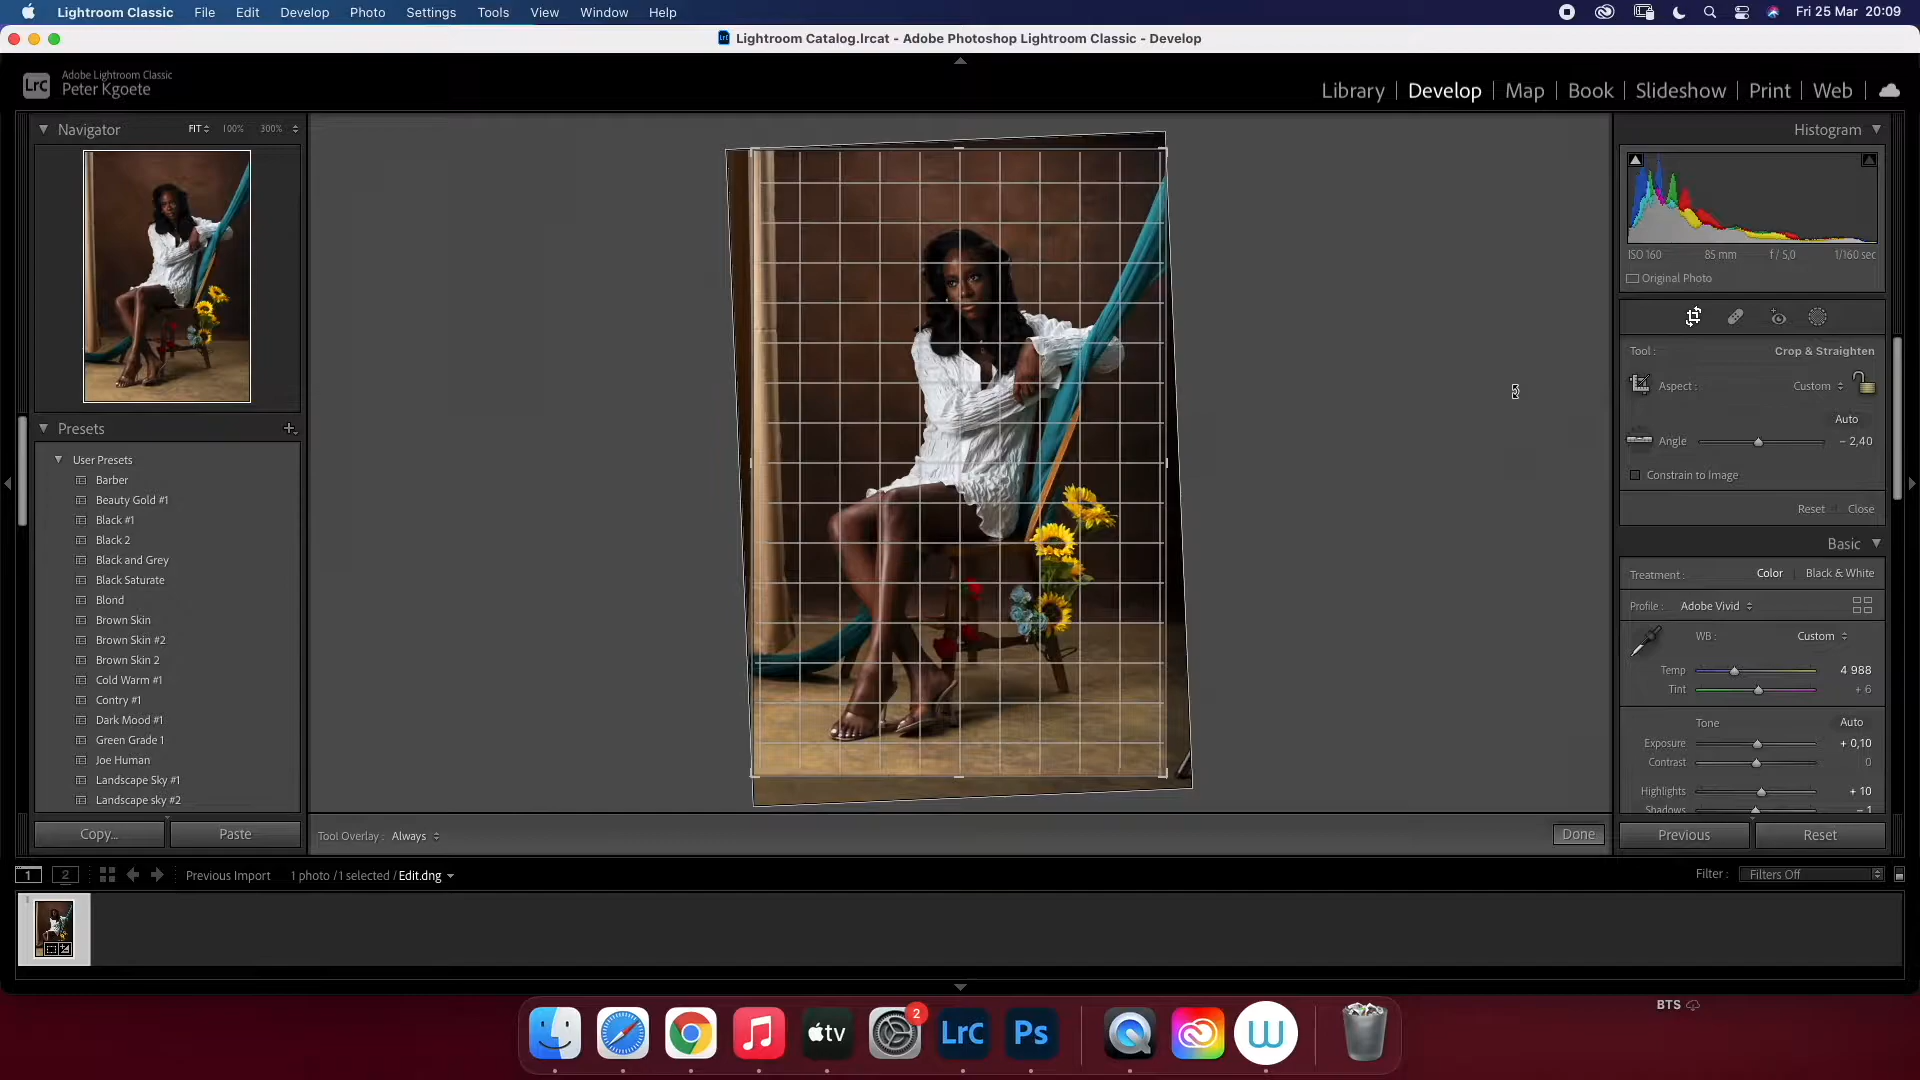 Lightroom Classic File Edit Develop Photo Settings Tools View Window Help Fri 25 Mar 20:09
Lightroom Catalog.lrcat - Adobe Photoshop Lightroom Classic - Develop
LrC
Adobe Lightroom Classic
Peter Kgoete
Library | Develop | Map | Book | Slideshow | Print | Web
Navigator FIT 100% 300%
Histogram
ISO 160 85 mm f / 5,0 1/160 sec
Original Photo
Tool : Crop & Straighten
Aspect : Custom
Auto
Angle - 2,40
Constrain to Image
Reset Close
Basic
Treatment : Color Black & White
Profile : Adobe Vivid
WB : Custom
Temp 4 988
Tint + 6
Tone Auto
Exposure + 0,10
Contrast 0
Highlights + 10
Shadows - 1
Previous Reset
Presets +
User Presets
Barber
Beauty Gold #1
Black #1
Black 2
Black and Grey
Black Saturate
Blond
Brown Skin
Brown Skin #2
Brown Skin 2
Cold Warm #1
Contry #1
Dark Mood #1
Green Grade 1
Joe Human
Landscape Sky #1
Landscape sky #2
Copy... Paste
Tool Overlay : Always Done
1 2 Previous Import 1 photo / 1 selected / Edit.dng Filter : Filters Off
BTS
tv 2 LrC Ps W